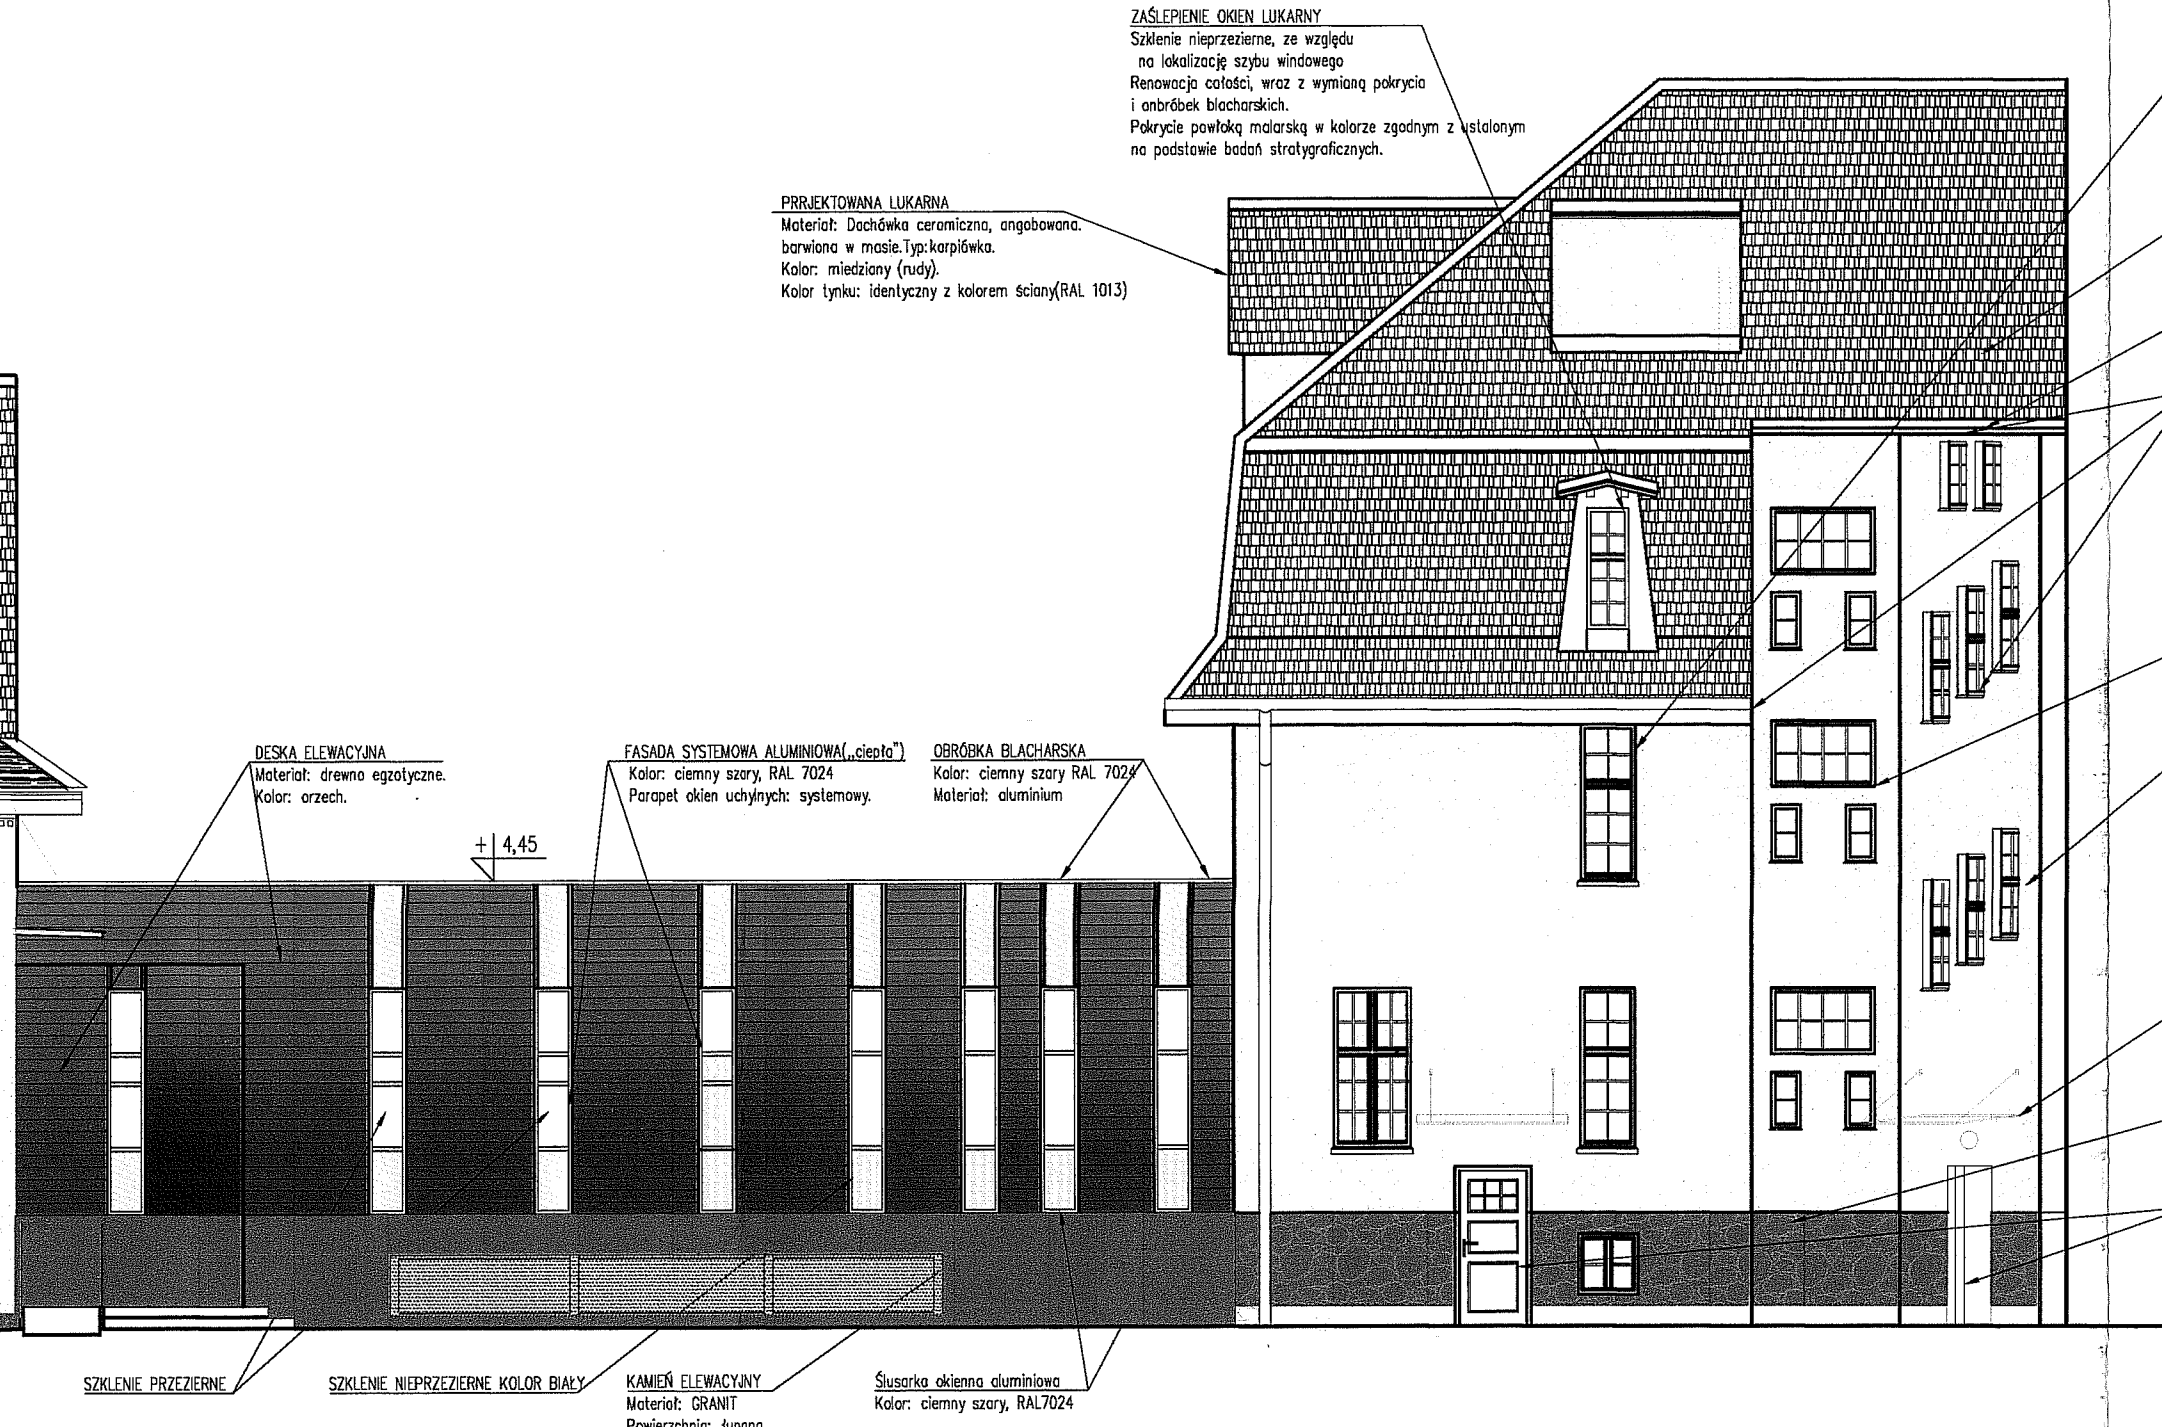 ZAŚLEPIENIE OKIEN LUKARNY
Szklenie nieprzezierne, ze względu
na lokalizację szybu windowego
Renowacja całości, wraz z wymianą pokrycia
i onbróbek blacharskich.
Pokrycie powłoką malarską w kolorze zgodnym z ustalonym
na podstawie badań stratygraficznych.
PRRJEKTOWANA LUKARNA
Materiał: Dachówka ceramiczna, angobowana.
barwiona w masie.Typ:karpiówka.
Kolor: miedziany (rudy).
Kolor tynku: identyczny z kolorem ściany(RAL 1013)
DESKA ELEWACYJNA
Materiał: drewno egzotyczne.
Kolor: orzech.
FASADA SYSTEMOWA ALUMINIOWA(„ciepła")
Kolor: ciemny szary, RAL 7024
Parapet okien uchylnych: systemowy.
OBRÓBKA BLACHARSKA
Kolor: ciemny szary RAL 7024
Materiał: aluminium
+ 4,45
SZKLENIE PRZEZIERNE
SZKLENIE NIEPRZEZIERNE KOLOR BIAŁY
KAMIEŃ ELEWACYJNY
Materiał: GRANIT
Powierzchnia: łupana
Ślusarka okienna aluminiowa
Kolor: ciemny szary, RAL7024